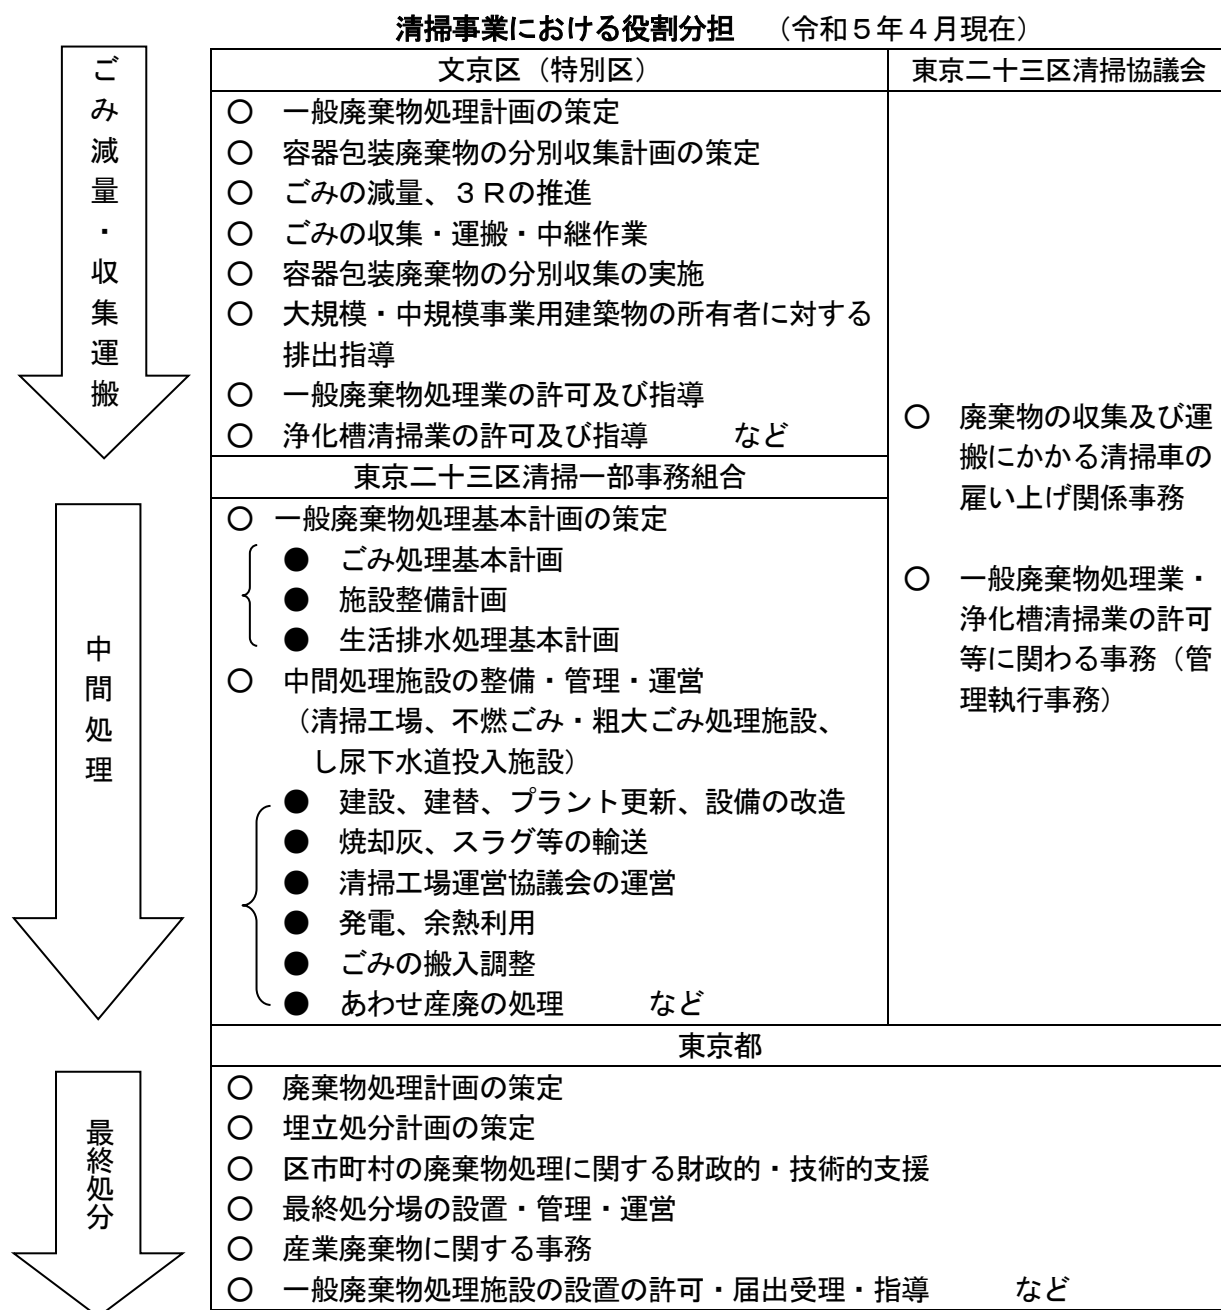 清掃事業における役割分担　（令和５年４月現在）
ごみ減量・収集運搬
文京区（特別区）
○　一般廃棄物処理計画の策定
○　容器包装廃棄物の分別収集計画の策定
○　ごみの減量、３Ｒの推進
○　ごみの収集・運搬・中継作業
○　容器包装廃棄物の分別収集の実施
○　大規模・中規模事業用建築物の所有者に対する
排出指導
○　一般廃棄物処理業の許可及び指導
○　浄化槽清掃業の許可及び指導　　　など
東京二十三区清掃協議会
○　廃棄物の収集及び運
搬にかかる清掃車の
雇い上げ関係事務
○　一般廃棄物処理業・
浄化槽清掃業の許可
等に関わる事務（管
理執行事務）
中間処理
東京二十三区清掃一部事務組合
○　一般廃棄物処理基本計画の策定
●　ごみ処理基本計画
●　施設整備計画
●　生活排水処理基本計画
○　中間処理施設の整備・管理・運営
（清掃工場、不燃ごみ・粗大ごみ処理施設、
し尿下水道投入施設）
●　建設、建替、プラント更新、設備の改造
●　焼却灰、スラグ等の輸送
●　清掃工場運営協議会の運営
●　発電、余熱利用
●　ごみの搬入調整
●　あわせ産廃の処理　　　など
最終処分
東京都
○　廃棄物処理計画の策定
○　埋立処分計画の策定
○　区市町村の廃棄物処理に関する財政的・技術的支援
○　最終処分場の設置・管理・運営
○　産業廃棄物に関する事務
○　一般廃棄物処理施設の設置の許可・届出受理・指導　　　など